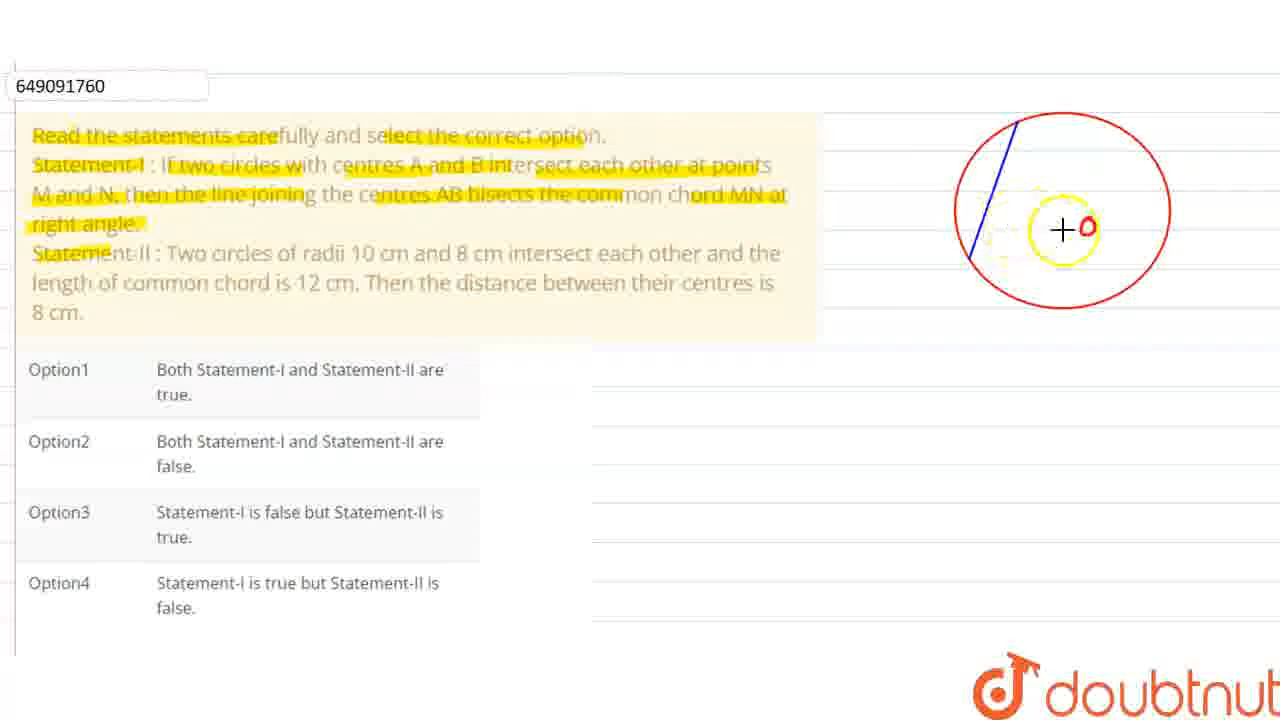 649091760
Read the statements carefully and select the correct option.
Statement-I : If two circles with centres A and B intersect each other at points
M and N, then the line joining the centres AB bisects the common chord MN at
right angle.
Statement-II : Two circles of radii 10 cm and 8 cm intersect each other and the
length of common chord is 12 cm. Then the distance between their centres is
8 cm.
Option1 Both Statement-I and Statement-II are
true.
Option2 Both Statement-I and Statement-II are
false.
Option3 Statement-I is false but Statement-II is
true.
Option4 Statement-I is true but Statement-II is
false.
O
doubtnut